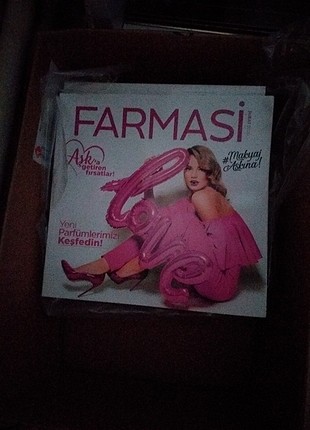 FARMASİ
Aşk
getiren
fırsatlar!
#Makyaj
Aşkına!
love
Yeni
Parfümlerimizi
Keşfedin!